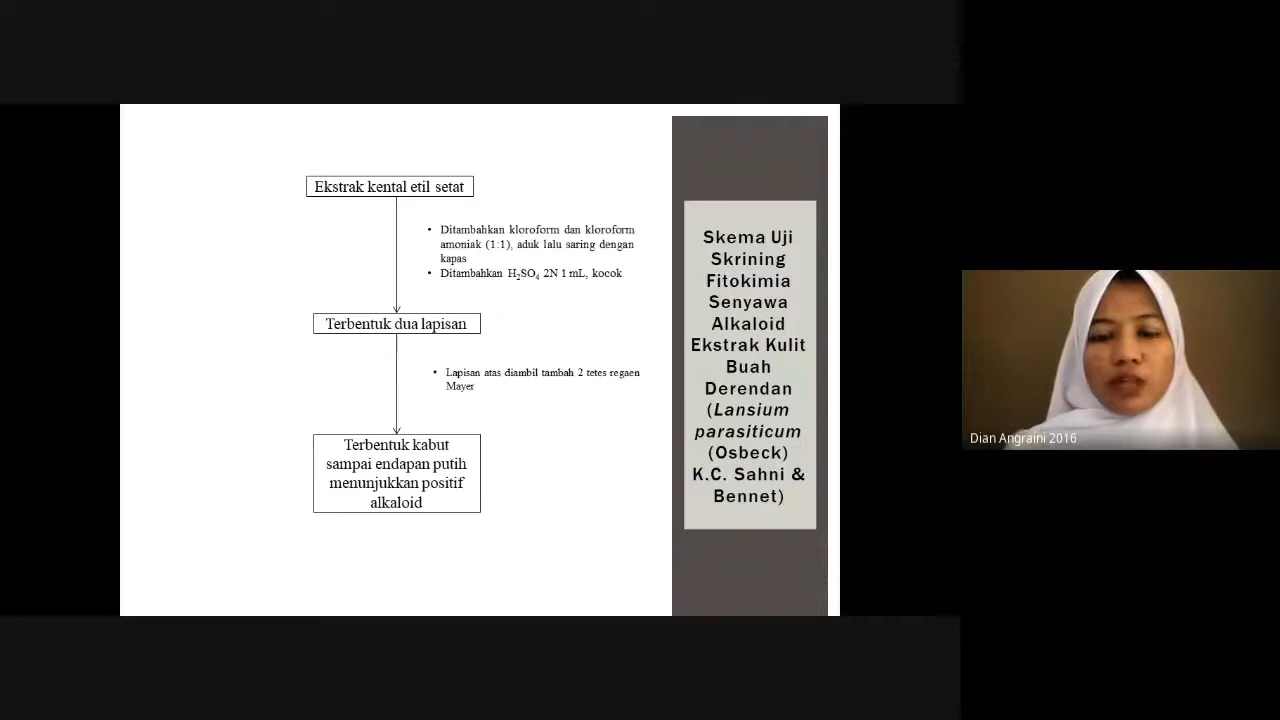 Ekstrak kental etil setat
• Ditambahkan kloroform dan kloroform
amoniak (1:1), aduk lalu saring dengan
kapas
• Ditambahkan H₂SO₄ 2N 1 mL, kocok
Terbentuk dua lapisan
• Lapisan atas diambil tambah 2 tetes regaen
Mayer
Terbentuk kabut
sampai endapan putih
menunjukkan positif
alkaloid
Skema Uji
Skrining
Fitokimia
Senyawa
Alkaloid
Ekstrak Kulit
Buah
Derendan
(Lansium
parasiticum
(Osbeck)
K.C. Sahni &
Bennet)
Dian Angraini 2016